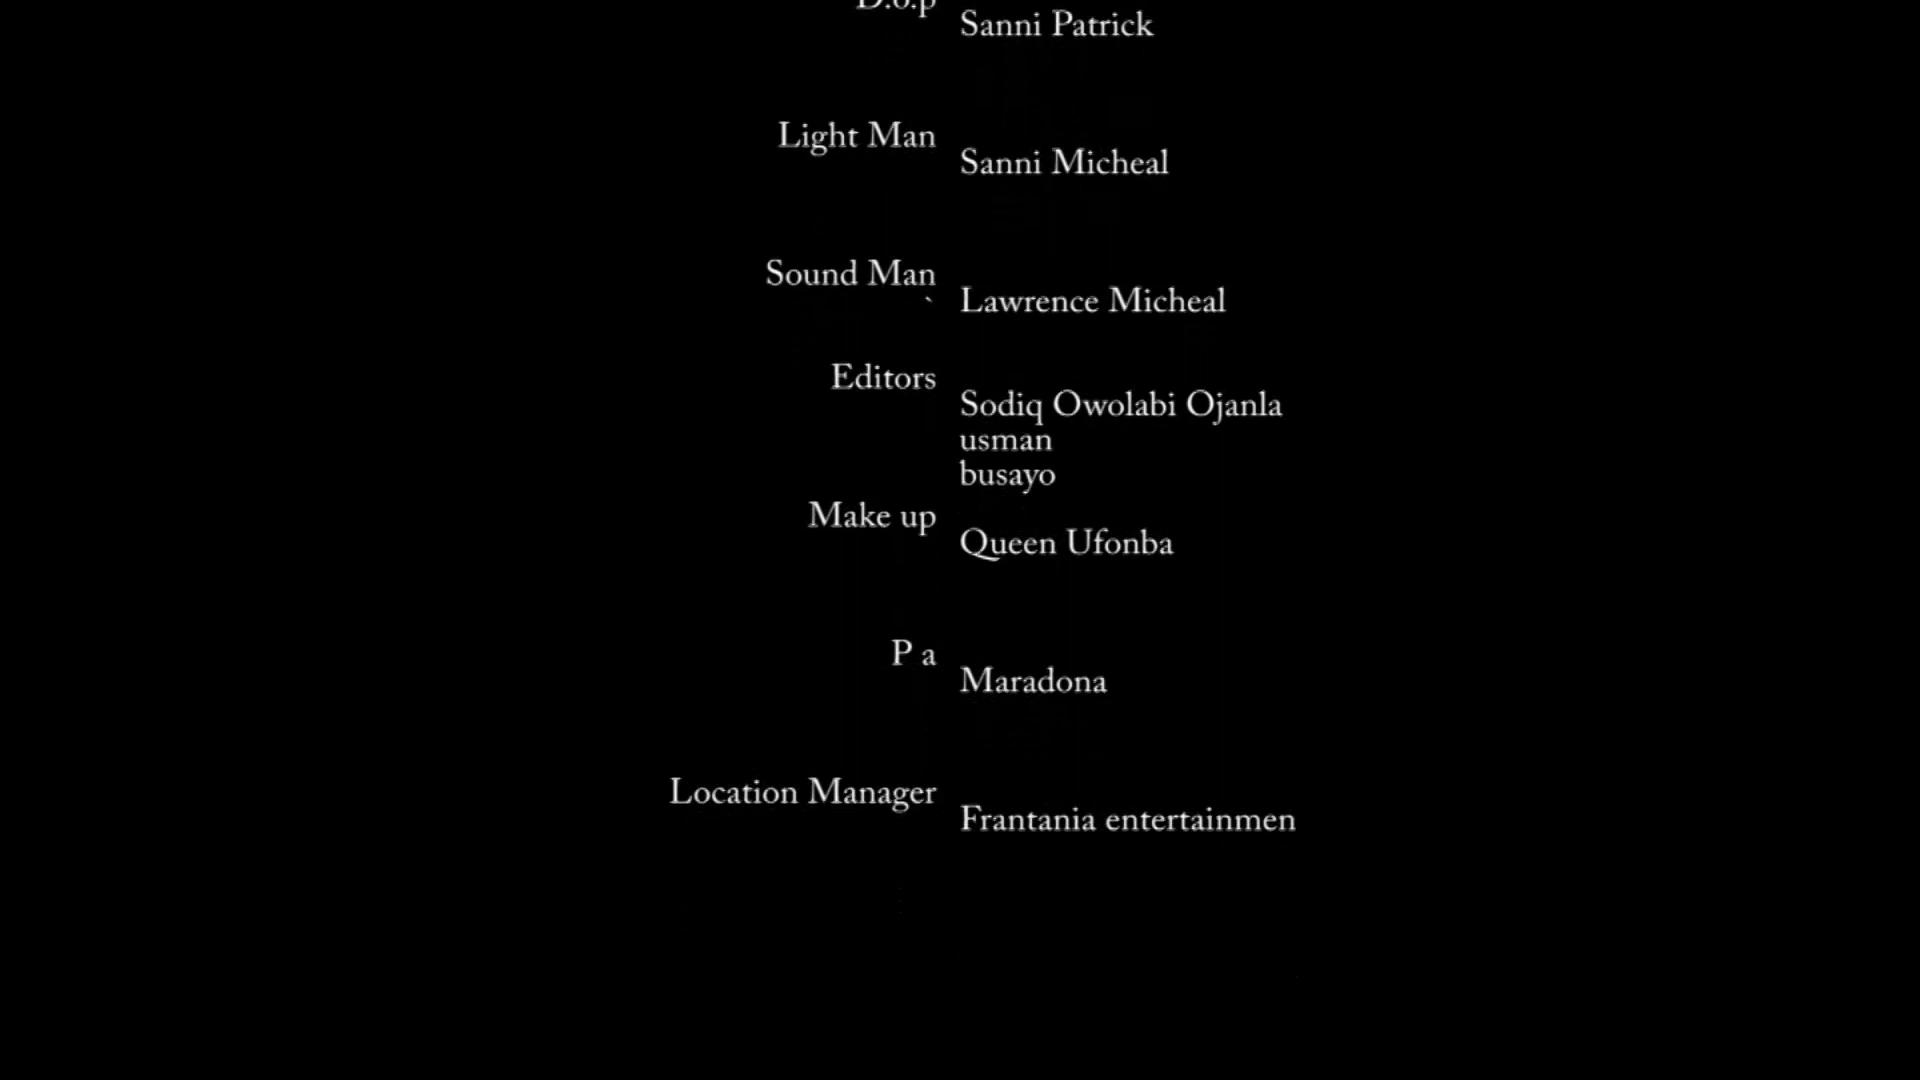 D.o.p
Sanni Patrick
Light Man
Sanni Micheal
Sound Man
`
Lawrence Micheal
Editors
Sodiq Owolabi Ojanla
usman
busayo
Make up
Queen Ufonba
P a
Maradona
Location Manager
Frantania entertainmen